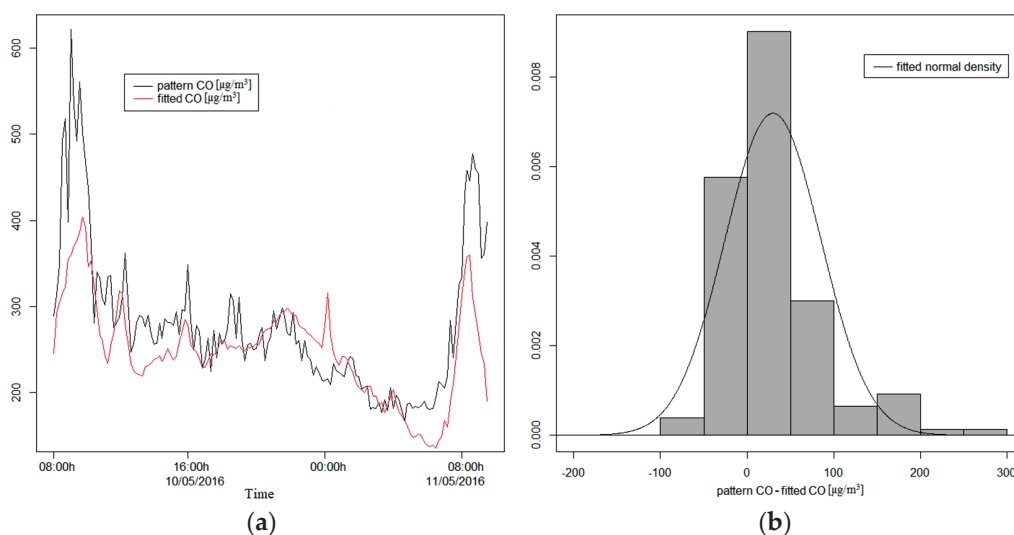 600
500
400
300
200
pattern CO [µg/m³]
fitted CO [µg/m³]
08:00h 16:00h 00:00h 08:00h
10/05/2016 11/05/2016
Time
(a)
0.008
0.006
0.004
0.002
0.000
fitted normal density
-200 -100 0 100 200 300
pattern CO - fitted CO [µg/m³]
(b)